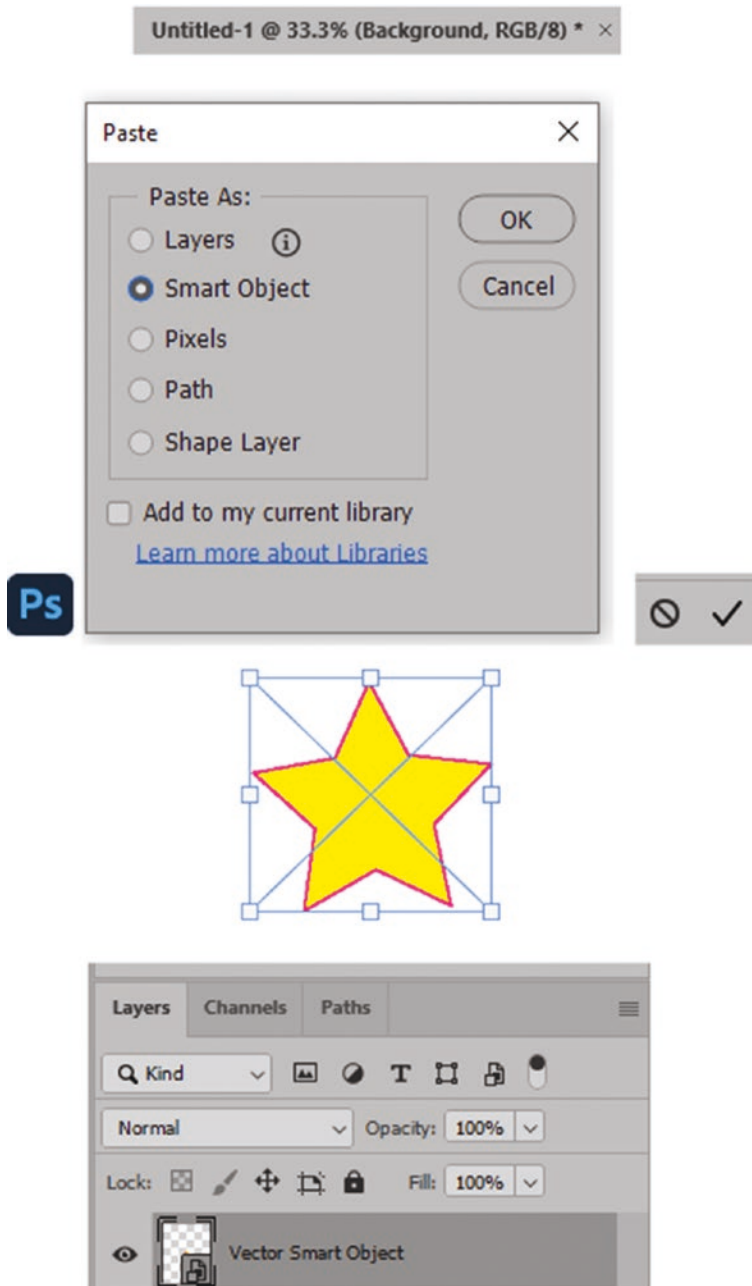 Untitled-1 @ 33.3% (Background, RGB/8) * ×
Paste
Paste As:
Layers
OK
Smart Object
Cancel
Pixels
Path
Shape Layer
Add to my current library
Learn more about Libraries
Ps
Layers Channels Paths
Kind
Normal Opacity: 100%
Lock: Fill: 100%
Vector Smart Object